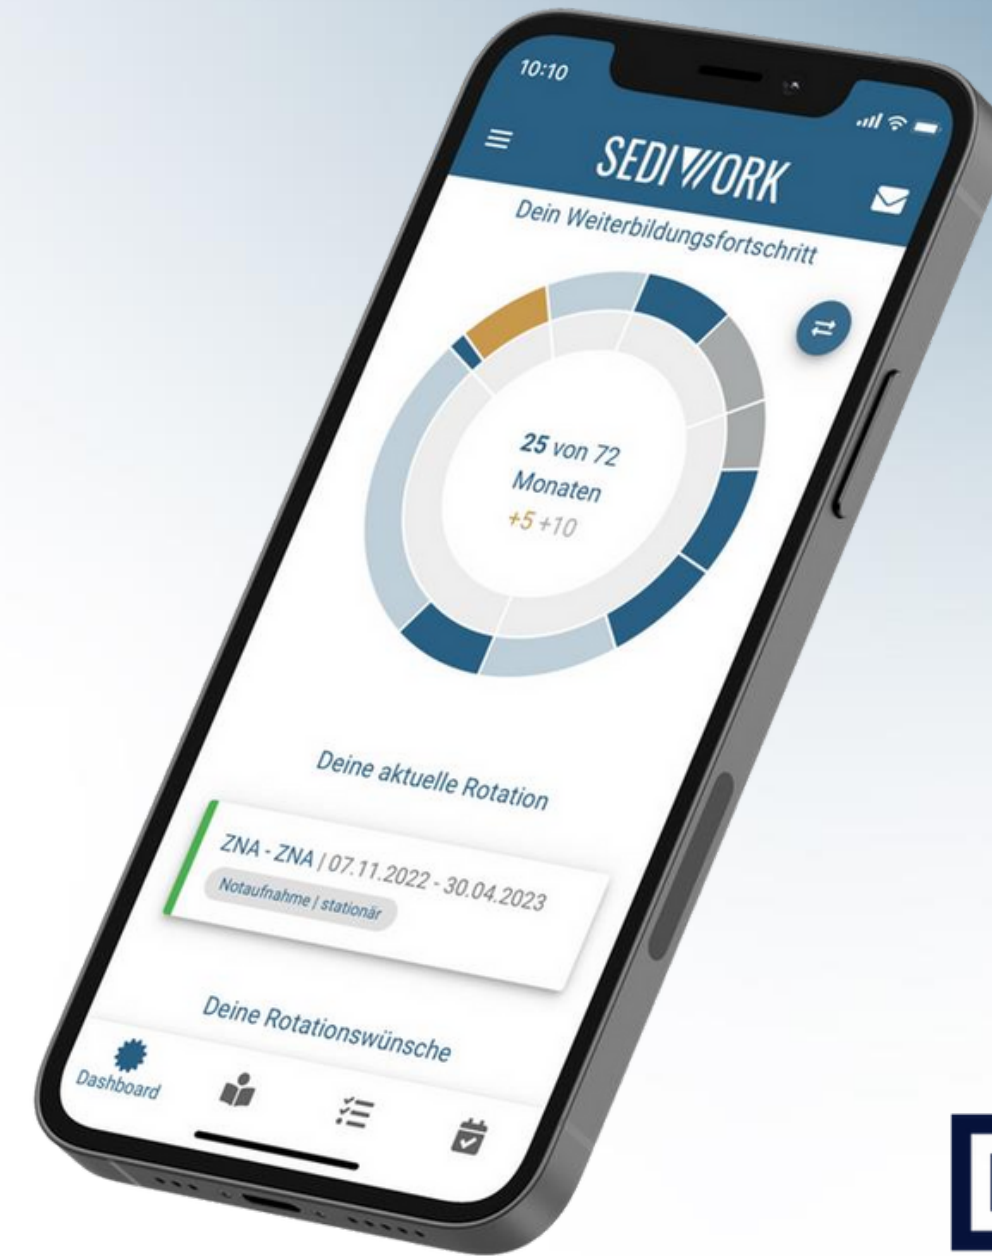 10:10
SEDIWORK
Dein Weiterbildungsfortschritt
25 von 72
Monaten
+5 +10
Deine aktuelle Rotation
ZNA - ZNA | 07.11.2022 - 30.04.2023
Notaufnahme | stationär
Deine Rotationswünsche
Dashboard